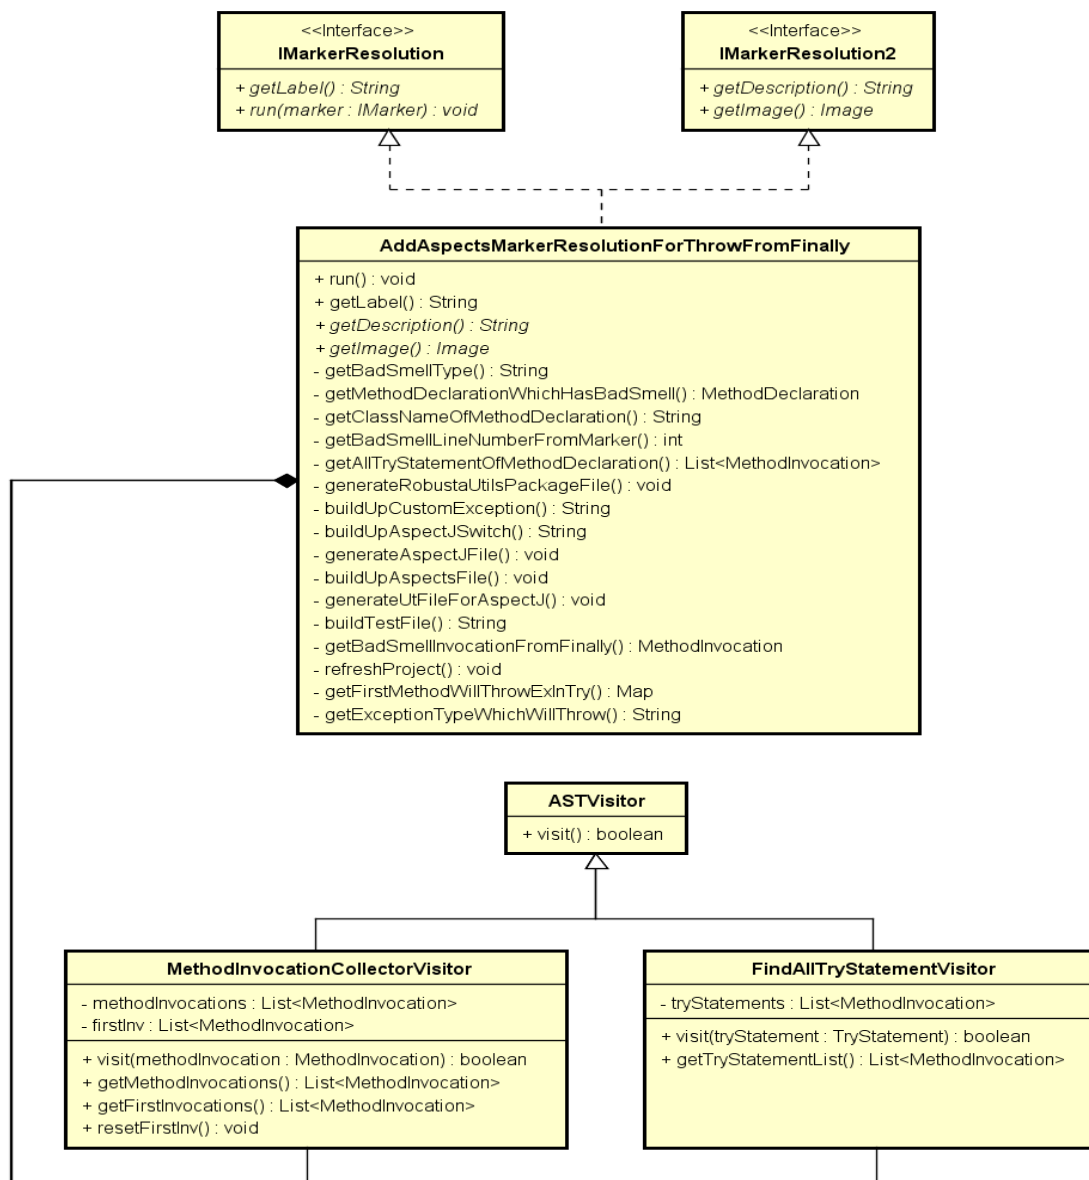 <<Interface>>
IMarkerResolution
+ getLabel() : String
+ run(marker : IMarker) : void
<<Interface>>
IMarkerResolution2
+ getDescription() : String
+ getImage() : Image
AddAspectsMarkerResolutionForThrowFromFinally
+ run() : void
+ getLabel() : String
+ getDescription() : String
+ getImage() : Image
- getBadSmellType() : String
- getMethodDeclarationWhichHasBadSmell() : MethodDeclaration
- getClassNameOfMethodDeclaration() : String
- getBadSmellLineNumberFromMarker() : int
- getAllTryStatementOfMethodDeclaration() : List<MethodInvocation>
- generateRobustaUtilsPackageFile() : void
- buildUpCustomException() : String
- buildUpAspectJSwitch() : String
- generateAspectJFile() : void
- buildUpAspectsFile() : void
- generateUtFileForAspectJ() : void
- buildTestFile() : String
- getBadSmellInvocationFromFinally() : MethodInvocation
- refreshProject() : void
- getFirstMethodWillThrowExInTry() : Map
- getExceptionTypeWhichWillThrow() : String
ASTVisitor
+ visit() : boolean
MethodInvocationCollectorVisitor
- methodInvocations : List<MethodInvocation>
- firstInv : List<MethodInvocation>
+ visit(methodInvocation : MethodInvocation) : boolean
+ getMethodInvocations() : List<MethodInvocation>
+ getFirstInvocations() : List<MethodInvocation>
+ resetFirstInv() : void
FindAllTryStatementVisitor
- tryStatements : List<MethodInvocation>
+ visit(tryStatement : TryStatement) : boolean
+ getTryStatementList() : List<MethodInvocation>